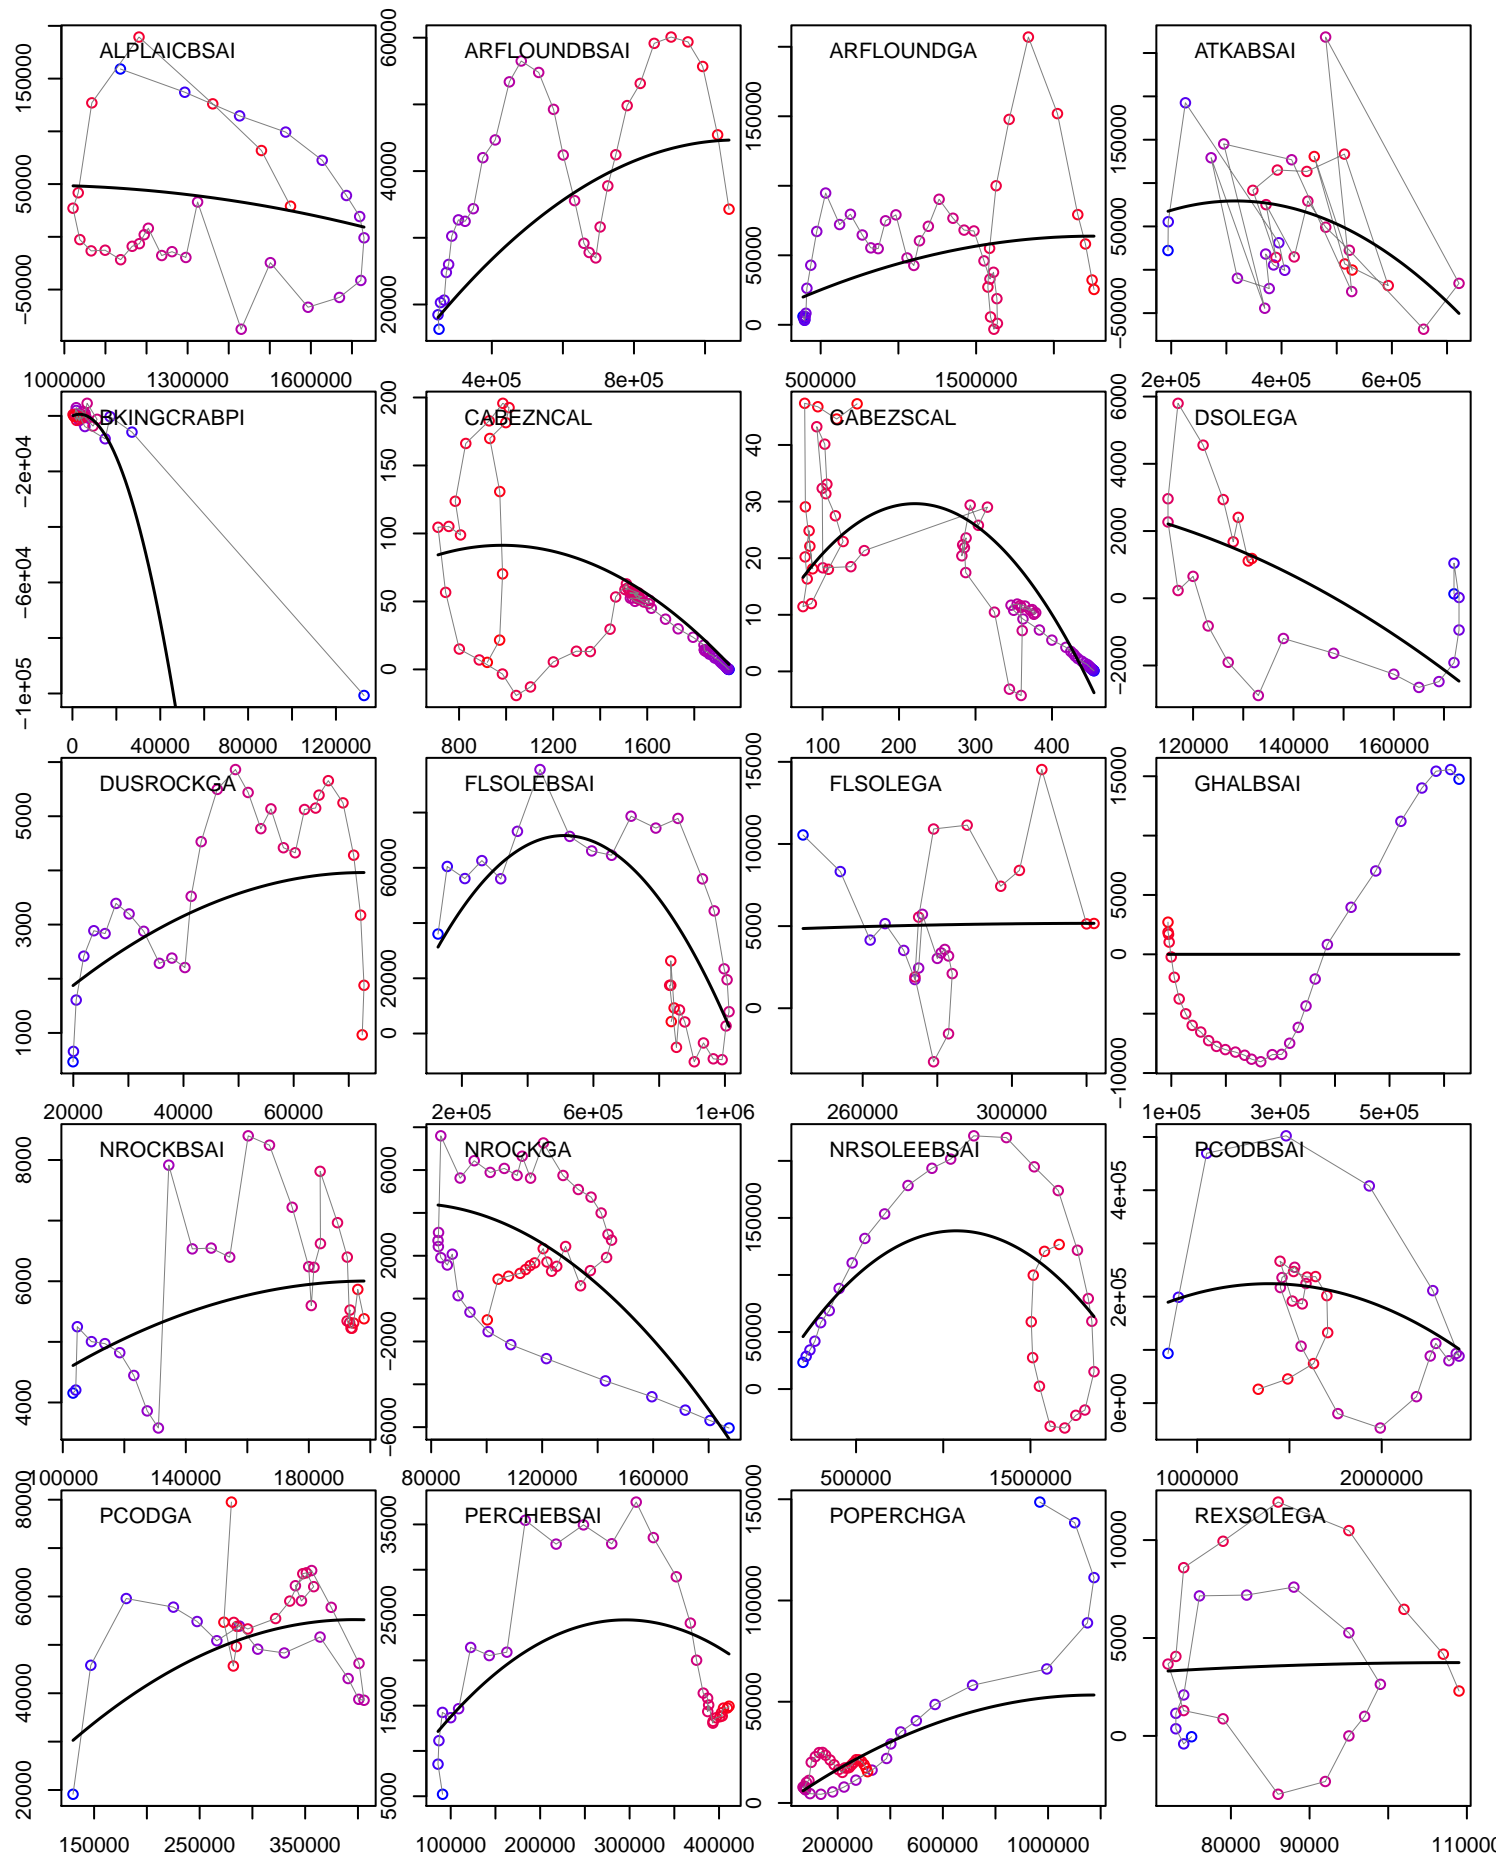 ALPLAICBSAI
−50000 50000 150000
1000000 1300000 1600000
ARFLOUNDBSAI
20000 40000 60000
4e+05 8e+05
ARFLOUNDGA
0 50000 150000
500000 1500000
ATKABSAI
−50000 50000 150000
2e+05 4e+05 6e+05
BKINGCRABPI
−1e+05 −6e+04 −2e+04
0 40000 80000 120000
CABEZNCAL
0 50 100 150 200
800 1200 1600
CABEZSCAL
0 10 20 30 40
100 200 300 400
DSOLEGA
−2000 0 2000 4000 6000
120000 140000 160000
DUSROCKGA
1000 3000 5000
20000 40000 60000
FLSOLEBSAI
0 20000 60000
2e+05 6e+05 1e+06
FLSOLEGA
0 5000 10000 15000
260000 300000
GHALBSAI
−10000 0 5000 15000
1e+05 3e+05 5e+05
NROCKBSAI
4000 6000 8000
100000 140000 180000
NROCKGA
−6000 −2000 2000 6000
80000 120000 160000
NRSOLEEBSAI
0 50000 150000
5000000 1500000
PCODBSAI
0e+00 2e+05 4e+05
1000000 2000000
PCODGA
20000 40000 60000 80000
150000 250000 350000
PERCHEBSAI
5000 15000 25000 35000
100000 200000 300000 400000
POPERCHGA
0 50000 100000 150000
200000 600000 1000000
REXSOLEGA
0 5000 10000
80000 90000 110000